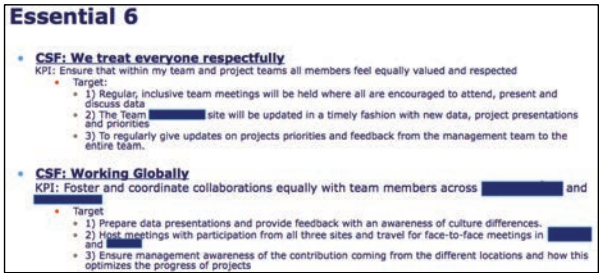 Essential 6
CSF: We treat everyone respectfully
KPI: Ensure that within my team and project teams all members feel equally valued and respected
Target:
1) Regular, inclusive team meetings will be held where all are encouraged to attend, present and
discuss data
2) The Team site will be updated in a timely fashion with new data, project presentations
and priorities
3) To regularly give updates on projects priorities and feedback from the management team to the
entire team.
CSF: Working Globally
KPI: Foster and coordinate collaborations equally with team members across and
Target
1) Prepare data presentations and provide feedback with an awareness of culture differences.
2) Host meetings with participation from all three sites and travel for face-to-face meetings in
and
3) Ensure management awareness of the contribution coming from the different locations and how this
optimizes the progress of projects